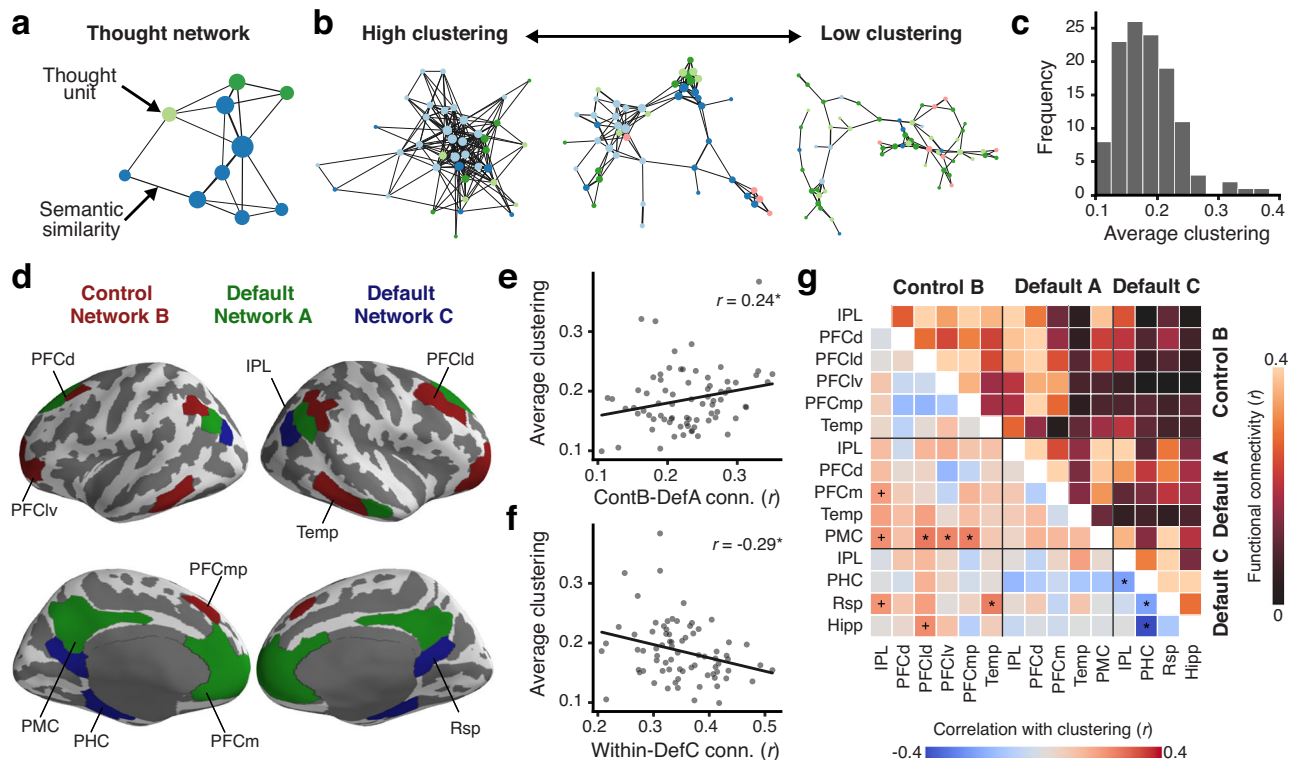 a
Thought network
Thought
unit
Semantic
similarity
b
High clustering
Low clustering
c
Frequency
25
20
15
10
5
0
0.1
0.2
0.3
0.4
Average clustering
d
Control
Network B
Default
Network A
Default
Network C
PFCd
IPL
PFCld
PFClv
Temp
PFCmp
PMC
PHC
PFCm
Rsp
e
r = 0.24*
Average clustering
0.3
0.2
0.1
0.1
0.2
0.3
ContB-DefA conn. (r)
f
r = -0.29*
Average clustering
0.3
0.2
0.1
0.2
0.3
0.4
0.5
Within-DefC conn. (r)
g
Control B
Default A
Default C
IPL
PFCd
PFCld
PFClv
PFCmp
Temp
IPL
PFCd
PFCm
+
Temp
PMC
+ * * *
IPL
PHC
*
Rsp
+ * *
Hipp
+ *
Control B
Default A
Default C
IPL
PFCd
PFCld
PFClv
PFCmp
Temp
IPL
PFCd
PFCm
Temp
PMC
IPL
PHC
Rsp
Hipp
0.4
Functional connectivity (r)
0
Correlation with clustering (r)
-0.4
0.4